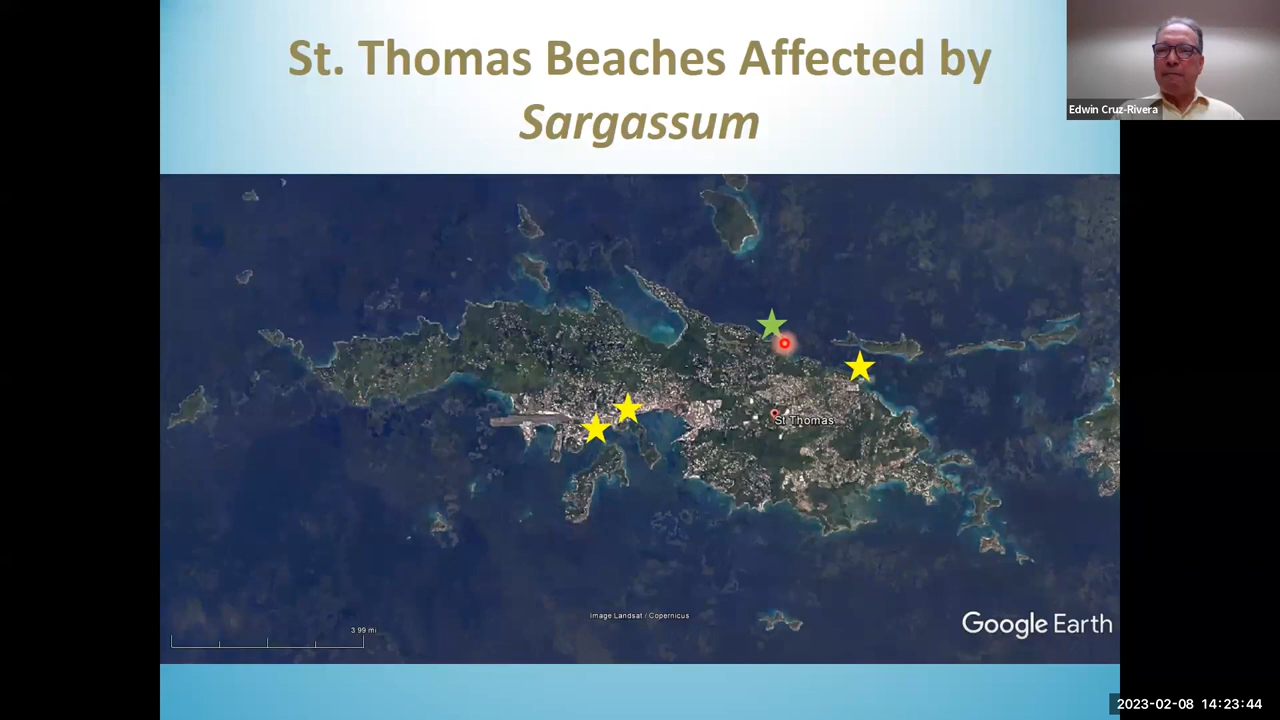 St. Thomas Beaches Affected by
Sargassum
Edwin Cruz-Rivera
St Thomas
Image Landsat / Copernicus
3.99 mi
Google Earth
2023-02-08 14:23:44